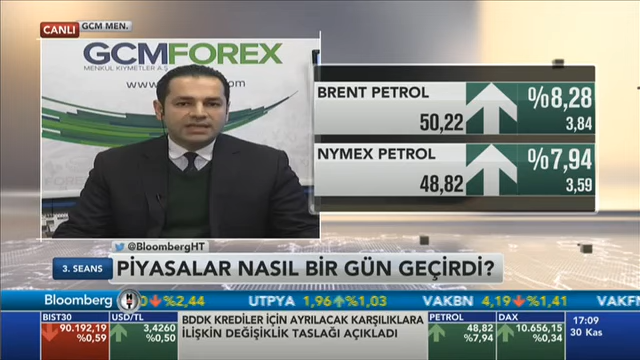 CANLI
GCM MEN.
GCMFOREX
MENKUL KIYMETLER A.Ş.
FOREX
BRENT PETROL
%8,28
50,22
3,84
NYMEX PETROL
%7,94
48,82
3,59
@BloombergHT
3. SEANS
PİYASALAR NASIL BİR GÜN GEÇİRDİ?
Bloomberg HT
%2,44 UTPYA 1,96 %1,03 VAKBN 4,19 %1,41 VAKF
BIST30
90.192,19
%0,59
USD/TL
3,4260
%0,50
BDDK KREDİLER İÇİN AYRILACAK KARŞILIKLARA
İLİŞKİN DEĞİŞİKLİK TASLAĞI AÇIKLADI
PETROL
48,82
%7,94
DAX
10.656,15
%0,34
17:09
30 Kas